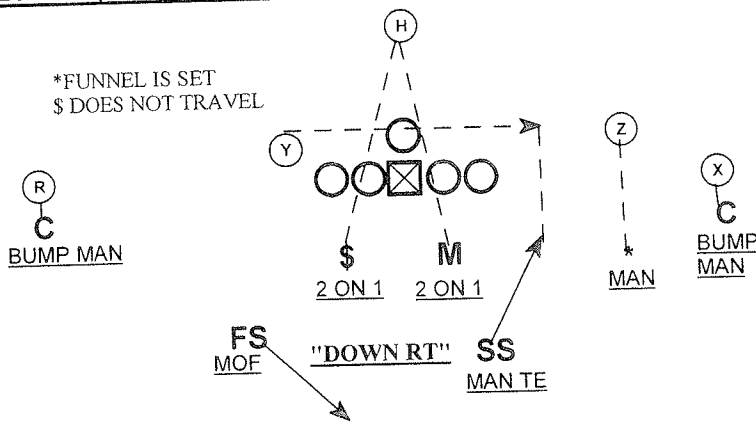 H
*FUNNEL IS SET
$ DOES NOT TRAVEL
Y
Z
R
X
C
BUMP MAN
$
2 ON 1
M
2 ON 1
*
MAN
C
BUMP
MAN
FS
MOF
"DOWN RT"
SS
MAN TE